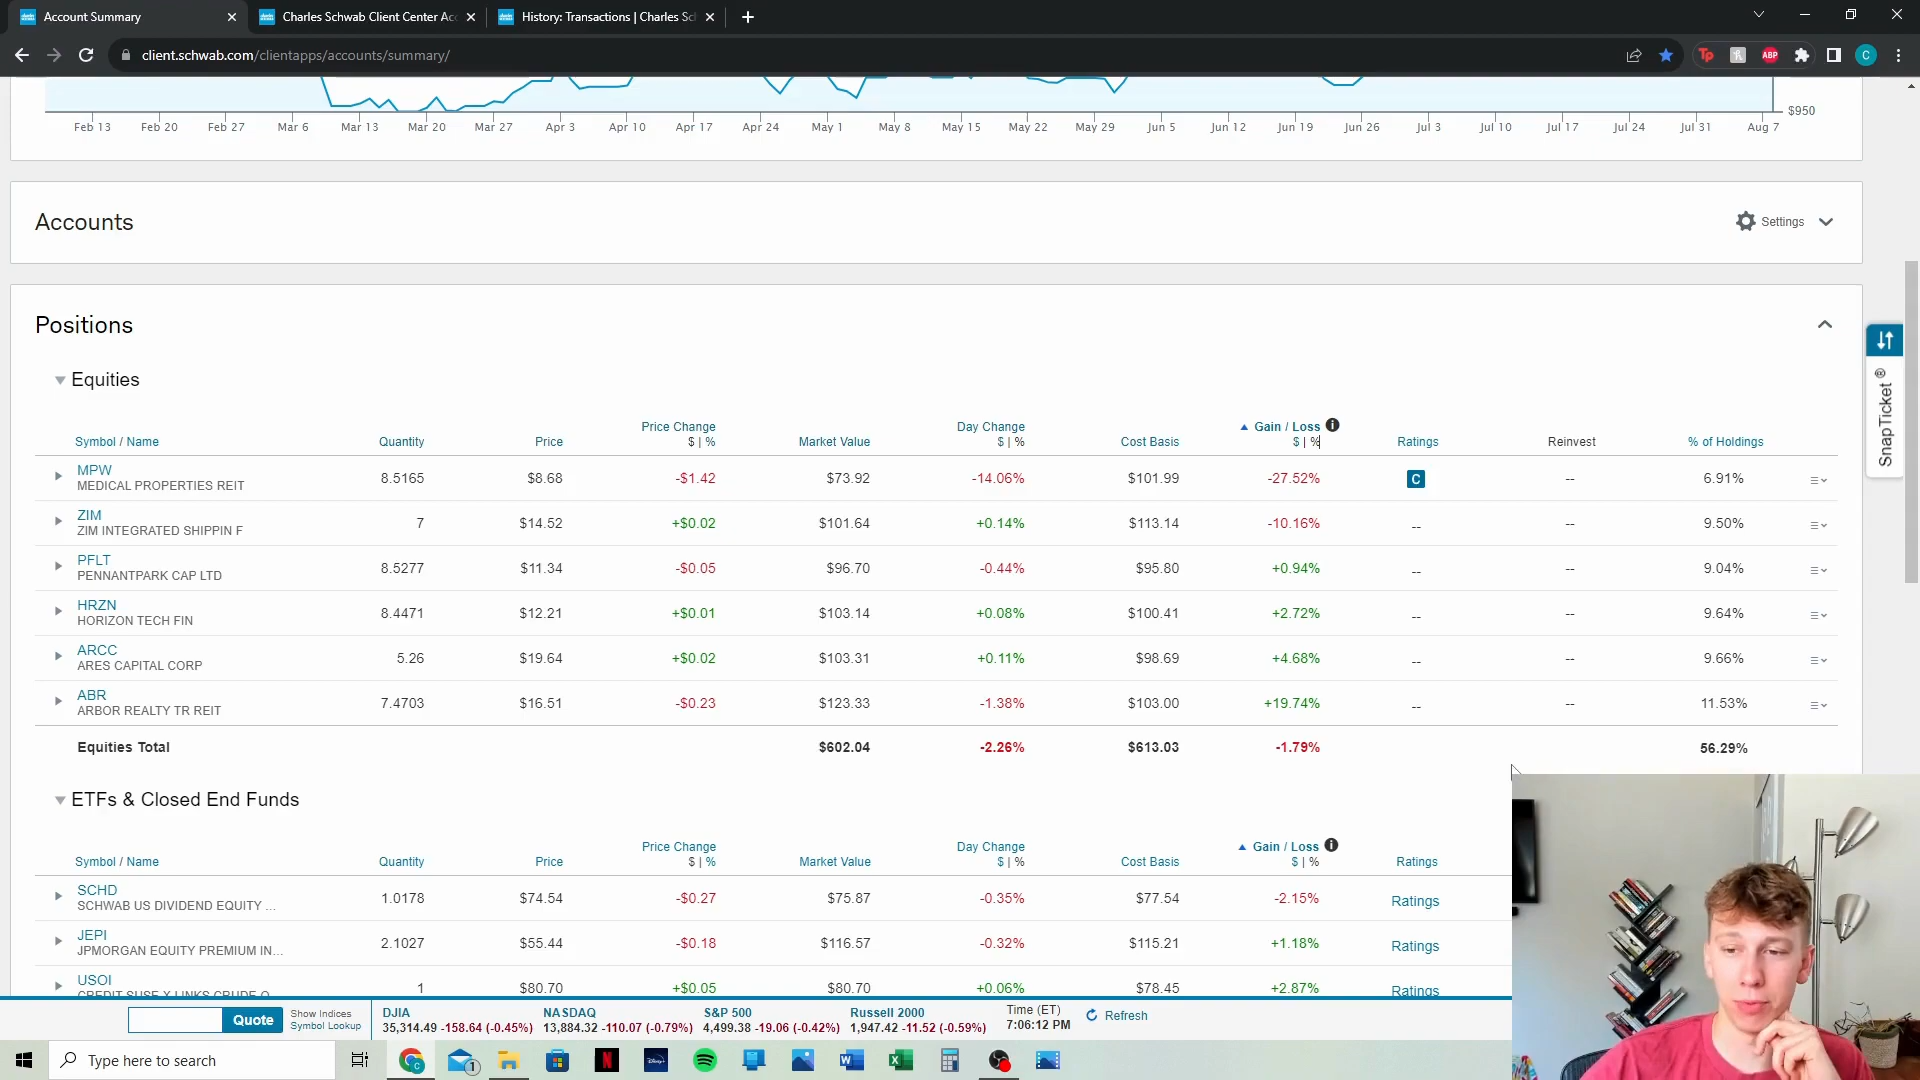 Account Summary
Charles Schwab Client Center Acc
History: Transactions | Charles Sc
client.schwab.com/clientapps/accounts/summary/
TP
ABP
C
$950
Feb 13 Feb 20 Feb 27 Mar 6 Mar 13 Mar 20 Mar 27 Apr 3 Apr 10 Apr 17 Apr 24 May 1 May 8 May 15 May 22 May 29 Jun 5 Jun 12 Jun 19 Jun 26 Jul 3 Jul 10 Jul 17 Jul 24 Jul 31 Aug 7
Accounts
Settings
Positions
SnapTicket ®
Equities
Price Change Day Change Gain / Loss
Symbol / Name Quantity Price $ | % Market Value $ | % Cost Basis $ | % Ratings Reinvest % of Holdings
MPW 8.5165 $8.68 -$1.42 $73.92 -14.06% $101.99 -27.52% C -- 6.91%
MEDICAL PROPERTIES REIT
ZIM 7 $14.52 +$0.02 $101.64 +0.14% $113.14 -10.16% -- -- 9.50%
ZIM INTEGRATED SHIPPIN F
PFLT 8.5277 $11.34 -$0.05 $96.70 -0.44% $95.80 +0.94% -- -- 9.04%
PENNANTPARK CAP LTD
HRZN 8.4471 $12.21 +$0.01 $103.14 +0.08% $100.41 +2.72% -- -- 9.64%
HORIZON TECH FIN
ARCC 5.26 $19.64 +$0.02 $103.31 +0.11% $98.69 +4.68% -- -- 9.66%
ARES CAPITAL CORP
ABR 7.4703 $16.51 -$0.23 $123.33 -1.38% $103.00 +19.74% -- -- 11.53%
ARBOR REALTY TR REIT
Equities Total $602.04 -2.26% $613.03 -1.79% 56.29%
ETFs & Closed End Funds
Price Change Day Change Gain / Loss
Symbol / Name Quantity Price $ | % Market Value $ | % Cost Basis $ | % Ratings
SCHD 1.0178 $74.54 -$0.27 $75.87 -0.35% $77.54 -2.15% Ratings
SCHWAB US DIVIDEND EQUITY ...
JEPI 2.1027 $55.44 -$0.18 $116.57 -0.32% $115.21 +1.18% Ratings
JPMORGAN EQUITY PREMIUM IN...
USOI 1 $80.70 +$0.05 $80.70 +0.06% $78.45 +2.87% Ratings
CREDIT SUSE X LINKS CRUDE O
Quote
Show Indices
Symbol Lookup
DJIA NASDAQ S&P 500 Russell 2000 Time (ET)
35,314.49 -158.64 (-0.45%) 13,884.32 -110.07 (-0.79%) 4,499.38 -19.06 (-0.42%) 1,947.42 -11.52 (-0.59%) 7:06:12 PM
Refresh
Type here to search